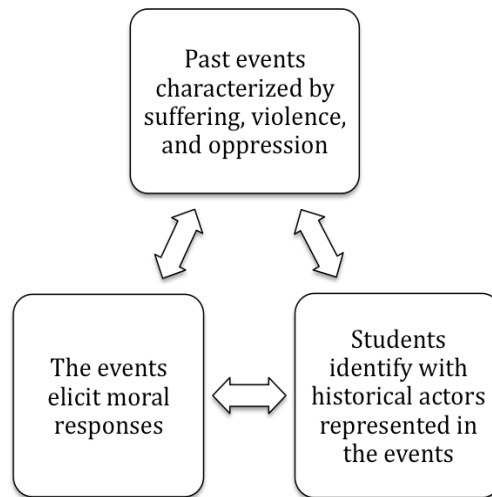 Past events
characterized by
suffering, violence,
and oppression
The events
elicit moral
responses
Students
identify with
historical actors
represented in
the events